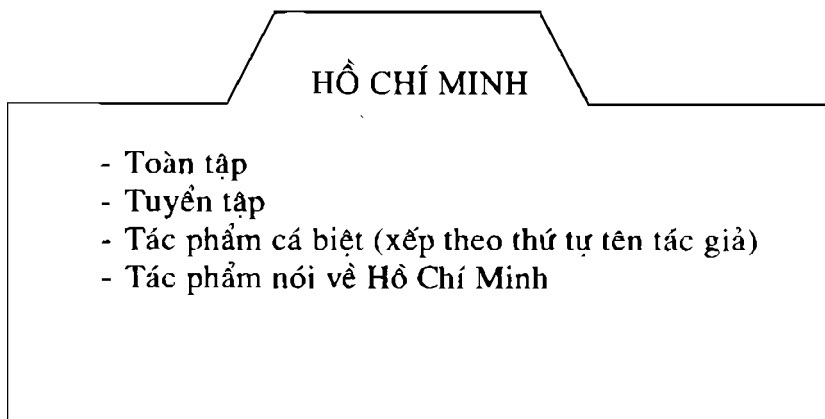 HỒ CHÍ MINH
- Toàn tập
- Tuyển tập
- Tác phẩm cá biệt (xếp theo thứ tự tên tác giả)
- Tác phẩm nói về Hồ Chí Minh